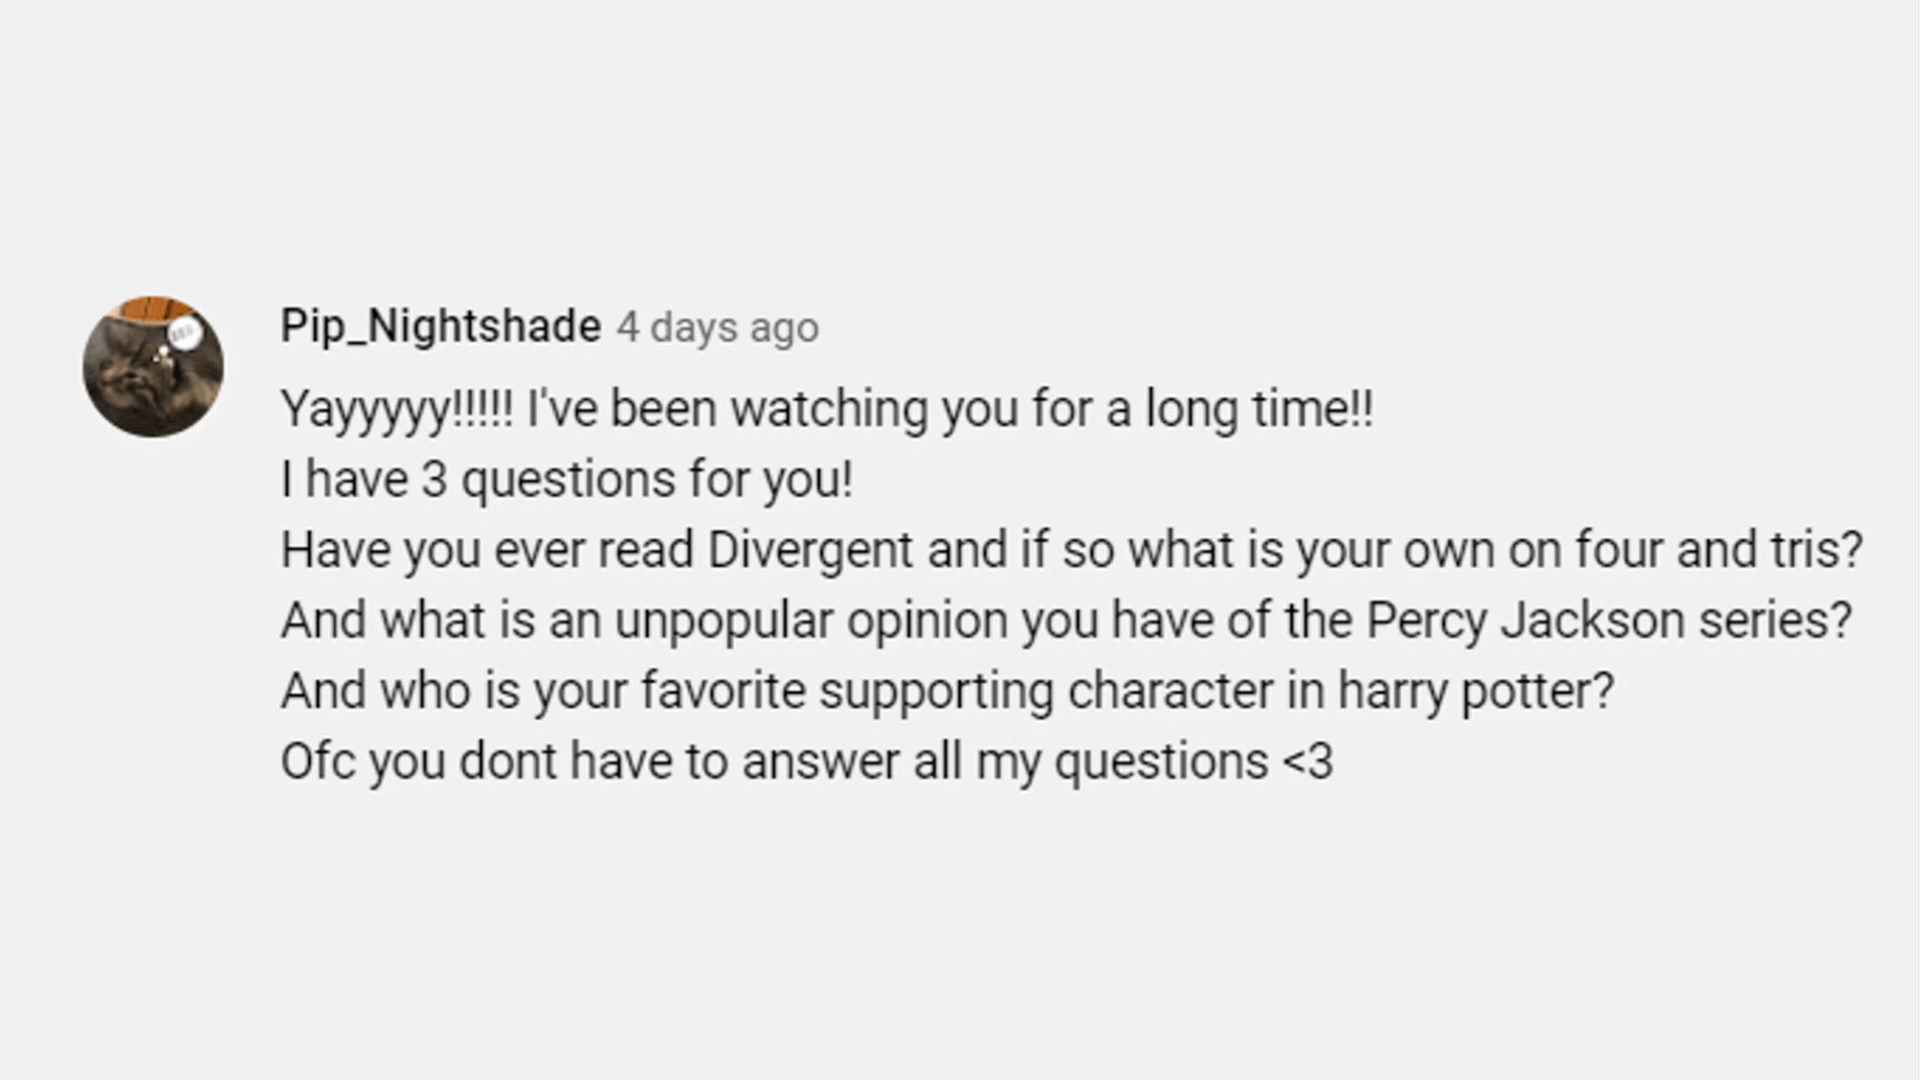 Pip_Nightshade 4 days ago
Yayyyyy!!!!! I've been watching you for a long time!!
I have 3 questions for you!
Have you ever read Divergent and if so what is your own on four and tris?
And what is an unpopular opinion you have of the Percy Jackson series?
And who is your favorite supporting character in harry potter?
Ofc you dont have to answer all my questions <3